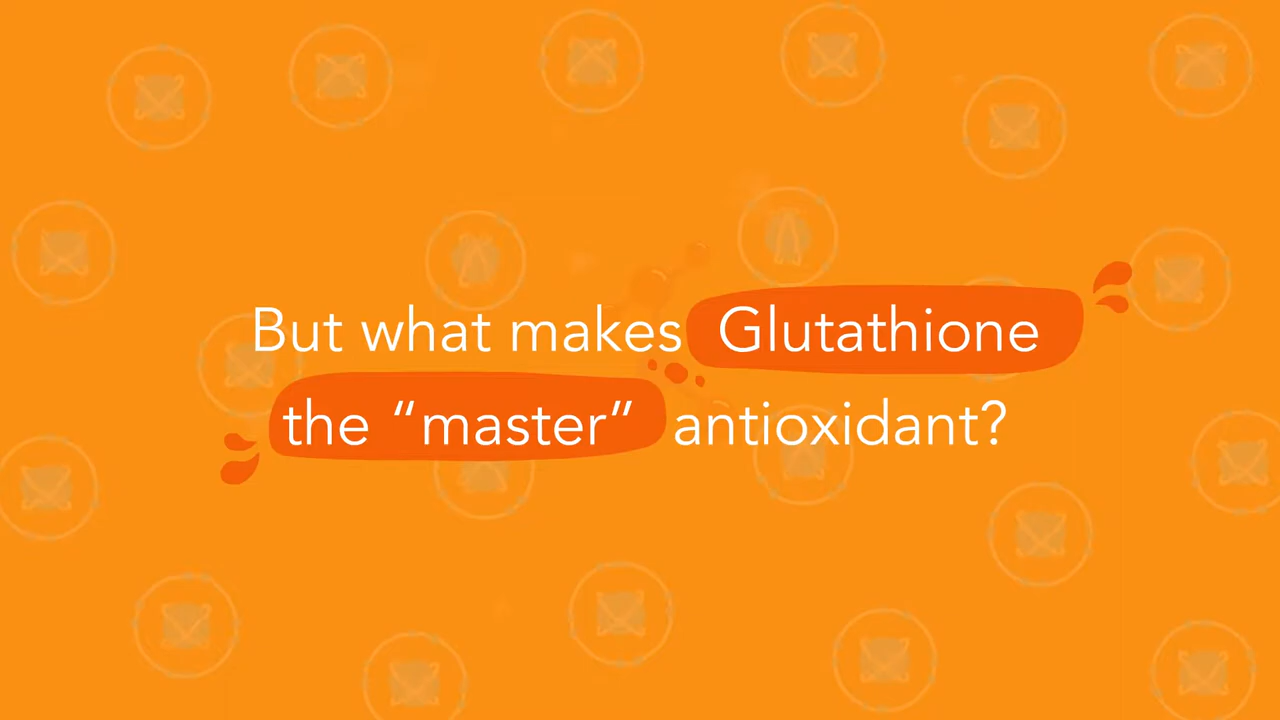 But what makes Glutathione
the “master” antioxidant?